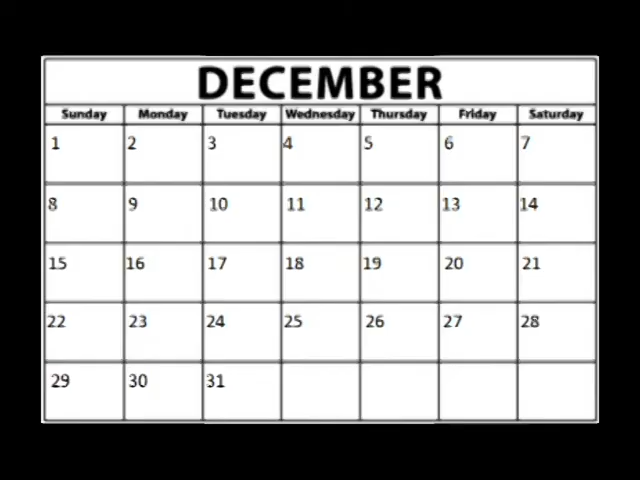 DECEMBER
Sunday Monday Tuesday Wednesday Thursday Friday Saturday
1 2 3 4 5 6 7
8 9 10 11 12 13 14
15 16 17 18 19 20 21
22 23 24 25 26 27 28
29 30 31